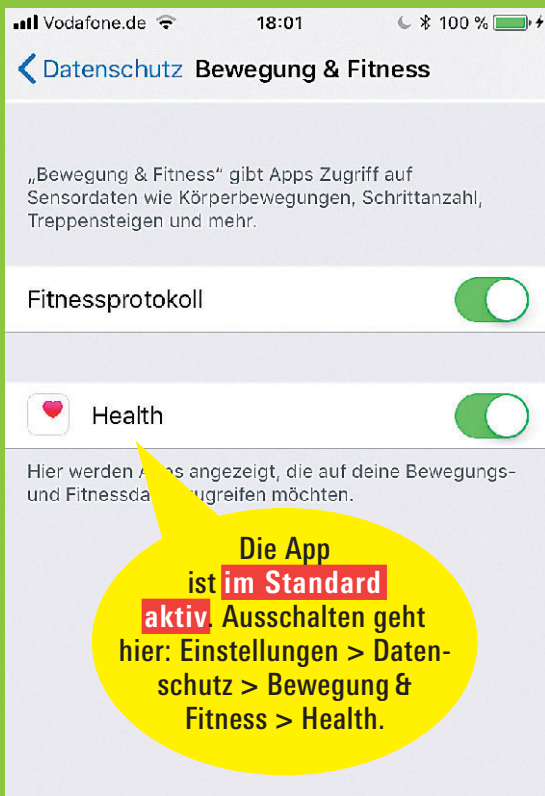 Vodafone.de 18:01 100 %
Datenschutz Bewegung & Fitness
„Bewegung & Fitness“ gibt Apps Zugriff auf
Sensordaten wie Körperbewegungen, Schrittanzahl,
Treppensteigen und mehr.
Fitnessprotokoll
Health
Hier werden angezeigt, die auf deine Bewegungs-
und möchten.
Die App
ist im Standard
aktiv. Ausschalten geht
hier: Einstellungen > Daten-
schutz > Bewegung &
Fitness > Health.